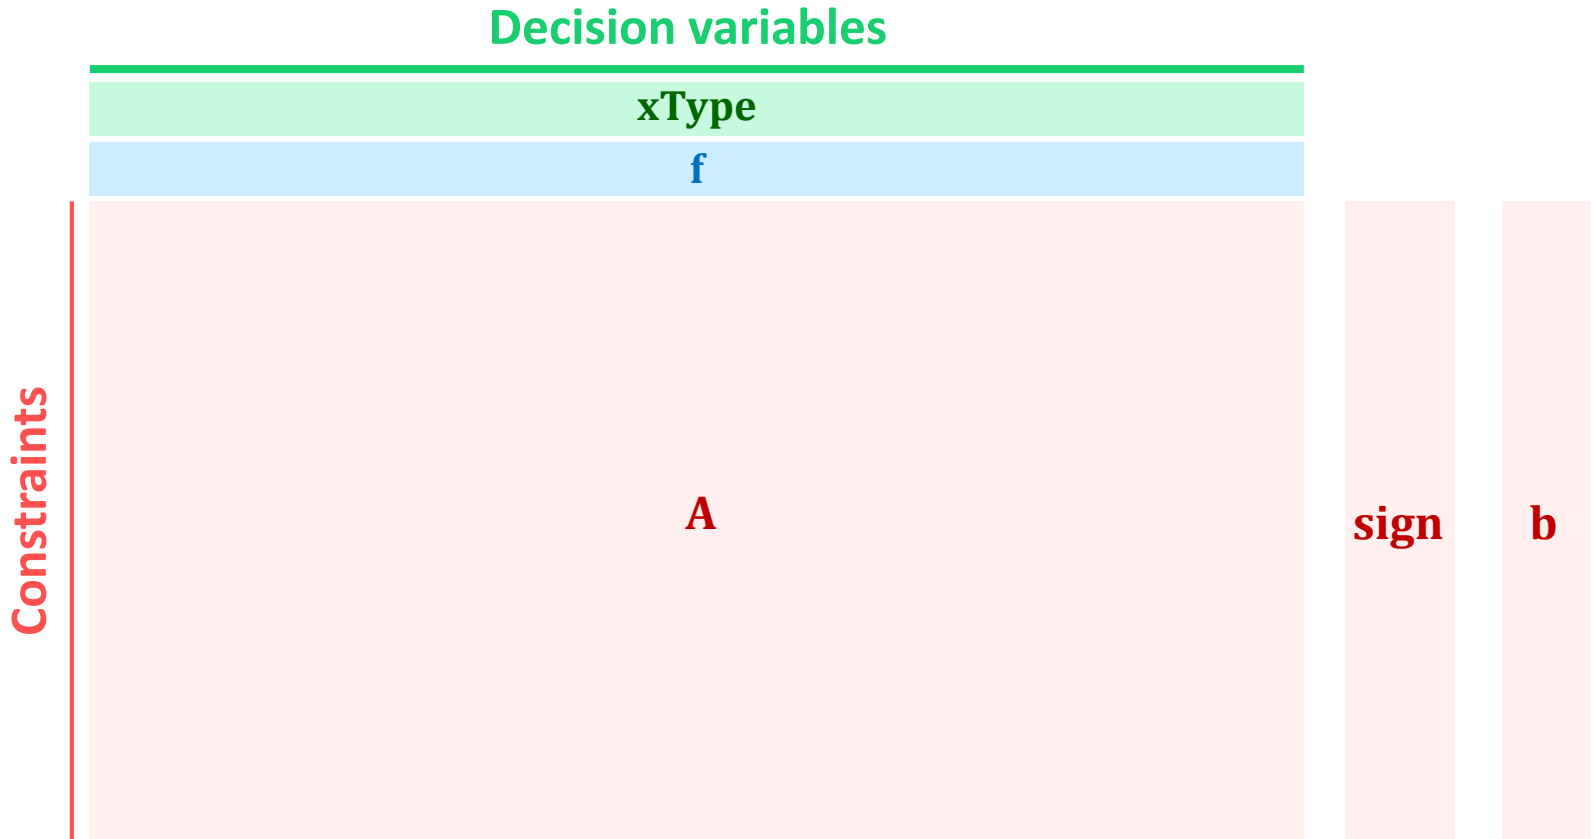 Decision variables
xType
f
Constraints
A
sign
b